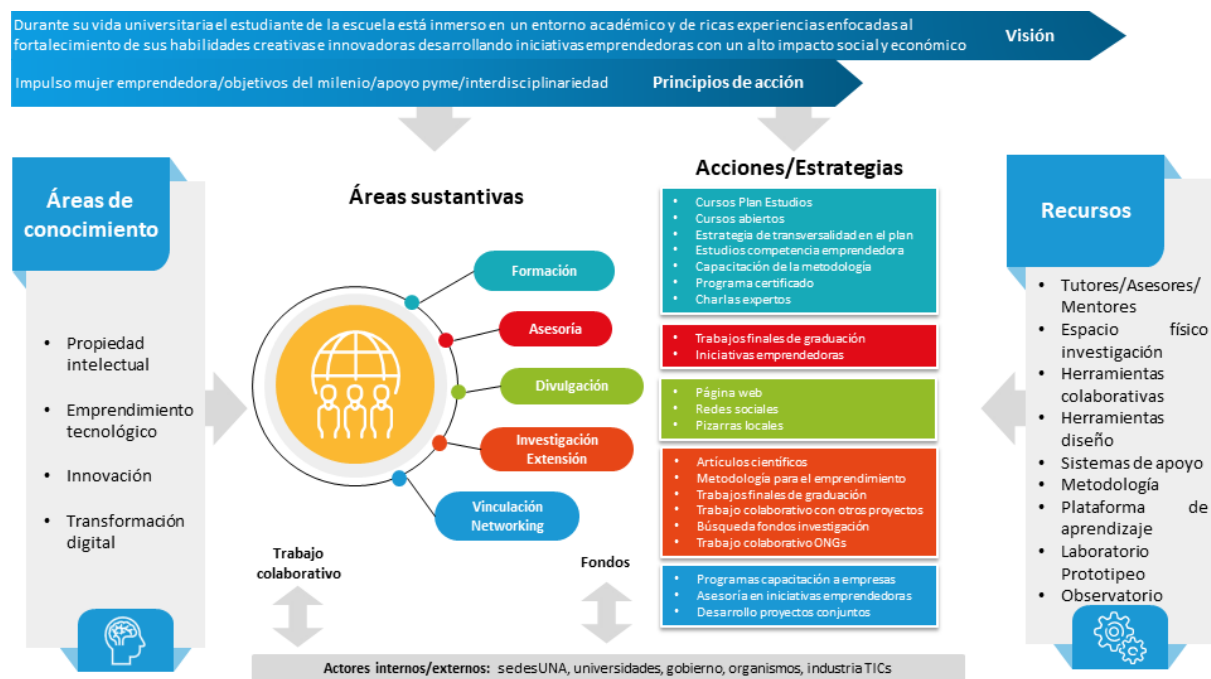 Durante su vida universitaria el estudiante de la escuela está inmerso en un entorno académico y de ricas experiencias enfocadas al
fortalecimiento de sus habilidades creativas e innovadoras desarrollando iniciativas emprendedoras con un alto impacto social y económico
Visión
Impulso mujer emprendedora/objetivos del milenio/apoyo pyme/interdisciplinariedad
Principios de acción
Áreas de
conocimiento
• Propiedad
intelectual
• Emprendimiento
tecnológico
• Innovación
• Transformación
digital
Áreas sustantivas
Formación
Asesoría
Divulgación
Investigación
Extensión
Vinculación
Networking
Acciones/Estrategias
• Cursos Plan Estudios
• Cursos abiertos
• Estrategia de transversalidad en el plan
• Estudios competencia emprendedora
• Capacitación de la metodología
• Programa certificado
• Charlas expertos
• Trabajos finales de graduación
• Iniciativas emprendedoras
• Página web
• Redes sociales
• Pizarras locales
• Artículos científicos
• Metodología para el emprendimiento
• Trabajos finales de graduación
• Trabajo colaborativo con otros proyectos
• Búsqueda fondos investigación
• Trabajo colaborativo ONGs
• Programas capacitación a empresas
• Asesoría en iniciativas emprendedoras
• Desarrollo proyectos conjuntos
Recursos
• Tutores/Asesores/
Mentores
• Espacio físico
investigación
• Herramientas
colaborativas
• Herramientas
diseño
• Sistemas de apoyo
• Metodología
• Plataforma de
aprendizaje
• Laboratorio
Prototipeo
• Observatorio
Trabajo
colaborativo
Fondos
Actores internos/externos: sedes UNA, universidades, gobierno, organismos, industria TICs